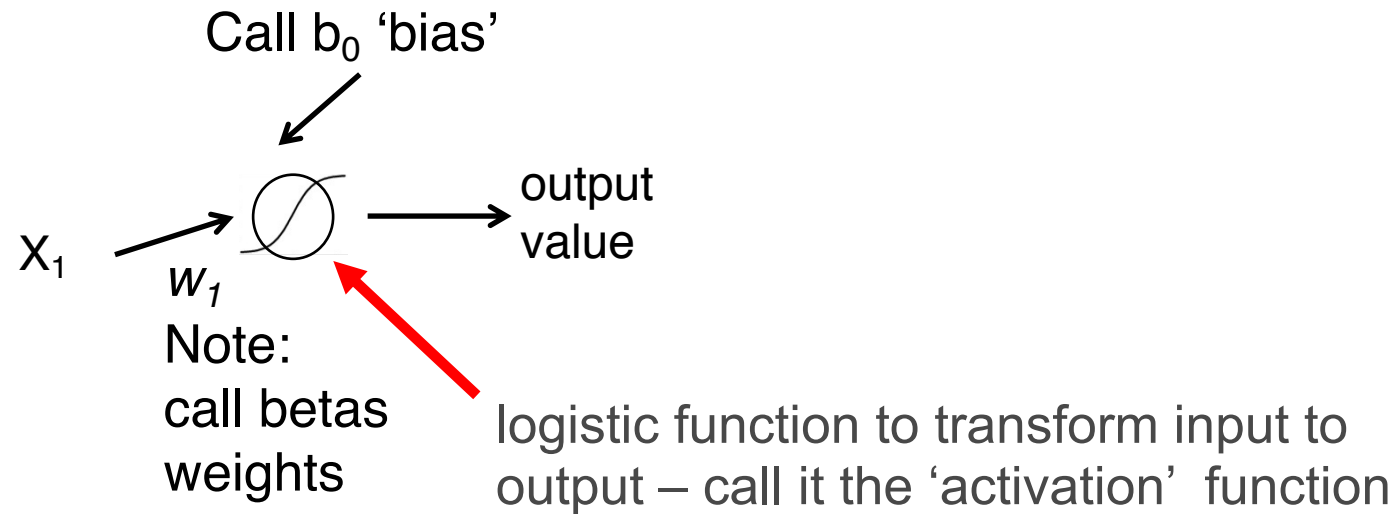 Call b₀ ‘bias’
output
value
X₁
w₁
Note:
call betas
weights
logistic function to transform input to
output – call it the ‘activation’ function